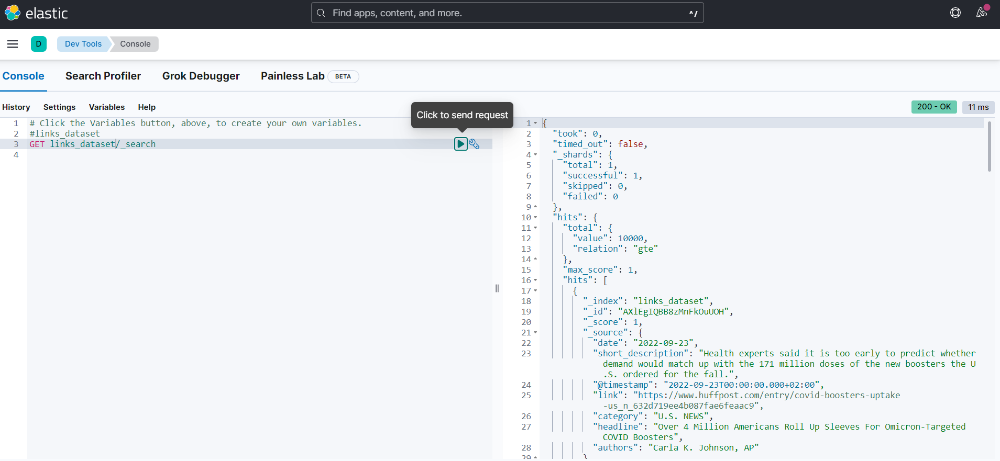 elastic
Find apps, content, and more.
^/
D
Dev Tools
Console
Console
Search Profiler
Grok Debugger
Painless Lab
BETA
History
Settings
Variables
Help
Click to send request
200 - OK
11 ms
1 # Click the Variables button, above, to create your own variables.
2 #links_dataset
3 GET links_dataset/_search
4
1 {
2 "took": 0,
3 "timed_out": false,
4 "_shards": {
5 "total": 1,
6 "successful": 1,
7 "skipped": 0,
8 "failed": 0
9 },
10 "hits": {
11 "total": {
12 "value": 10000,
13 "relation": "gte"
14 },
15 "max_score": 1,
16 "hits": [
17 {
18 "_index": "links_dataset",
19 "_id": "AXlEgIQBB8zMnFkOuUOH",
20 "_score": 1,
21 "_source": {
22 "date": "2022-09-23",
23 "short_description": "Health experts said it is too early to predict whether
demand would match up with the 171 million doses of the new boosters the U
.S. ordered for the fall.",
24 "@timestamp": "2022-09-23T00:00:00.000+02:00",
25 "link": "https://www.huffpost.com/entry/covid-boosters-uptake
-us_n_632d719ee4b087fae6feaac9",
26 "category": "U.S. NEWS",
27 "headline": "Over 4 Million Americans Roll Up Sleeves For Omicron-Targeted
COVID Boosters",
28 "authors": "Carla K. Johnson, AP"
29 }